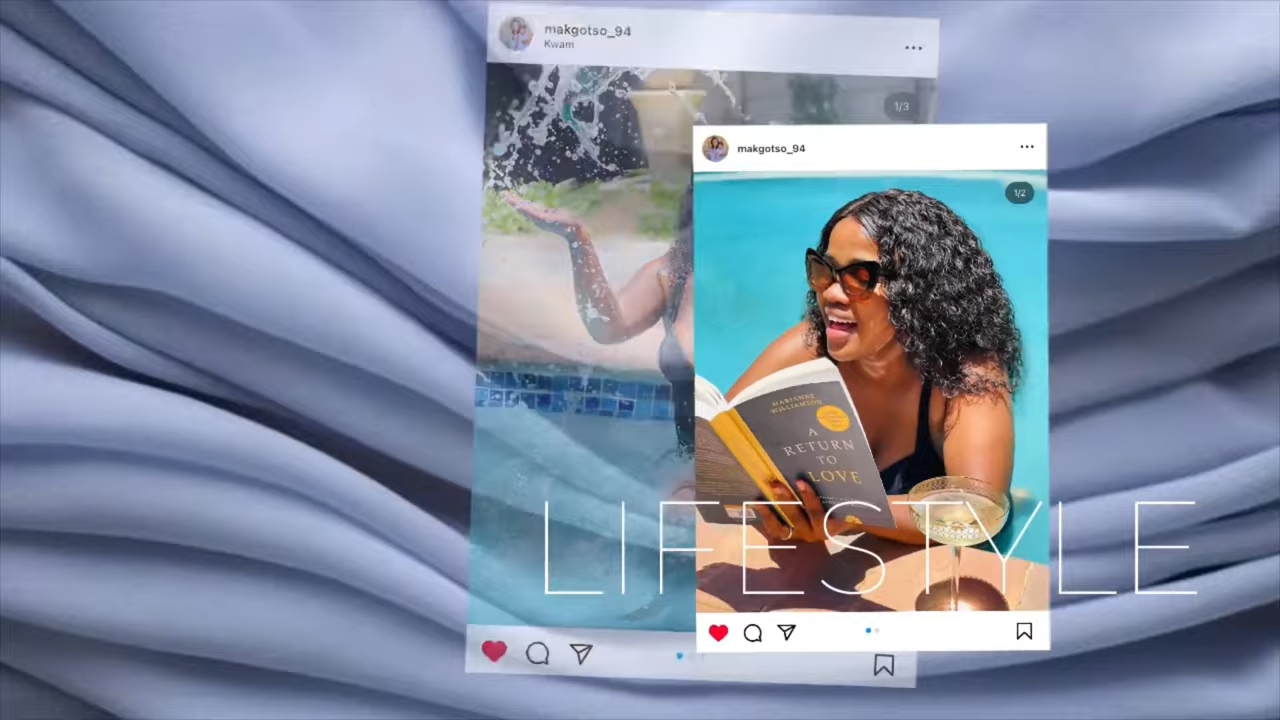 makgotso_94
Kwam
1/3
makgotso_94
1/2
MARIANNE
WILLIAMSON
A
RETURN
TO
LOVE
LIFESTYLE